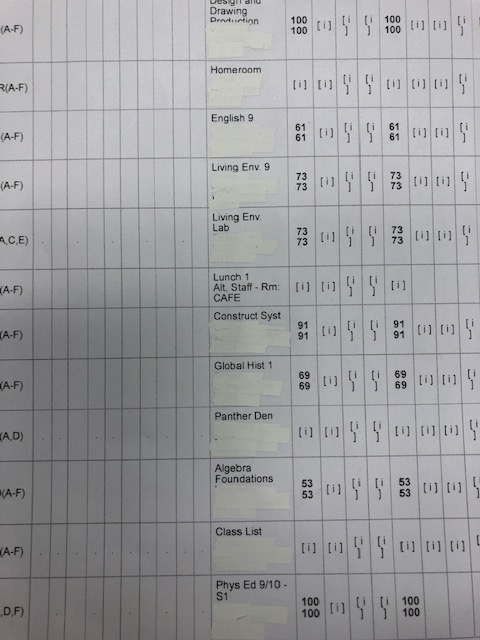 Design and
Drawing
Production
(A-F) 100 [ i ] [ i [ i 100 [ i ] [ i ] [ i
100 ] ] 100 ]
Homeroom
R(A-F) [ i ] [ i ] [ i [ i [ i ] [ i ] [ i ] [ i
] ] ]
English 9
(A-F) 61 [ i ] [ i [ i 61 [ i ] [ i ] [ i
61 ] ] 61 ]
Living Env. 9
(A-F) 73 [ i ] [ i [ i 73 [ i ] [ i ] [ i
73 ] ] 73 ]
Living Env.
Lab
A,C,E) 73 [ i ] [ i [ i 73 [ i ] [ i ] [ i
73 ] ] 73 ]
Lunch 1
(A-F) Alt, Staff - Rm: [ i ] [ i ] [ i [ i [ i ]
CAFE ] ]
Construct Syst
(A-F) 91 [ i ] [ i [ i 91 [ i ] [ i ] [ i
91 ] ] 91 ]
Global Hist 1
(A-F) 69 [ i ] [ i [ i 69 [ i ] [ i ] [ i
69 ] ] 69 ]
Panther Den
(A,D) [ i ] [ i ] [ i [ i [ i ] [ i ] [ i ] [ i
] ] ]
Algebra
Foundations
(A-F) 53 [ i ] [ i [ i 53 [ i ] [ i ] [ i
53 ] ] 53 ]
Class List
(A-F) [ i ] [ i ] [ i [ i [ i ] [ i ] [ i ] [
] ]
Phys Ed 9/10 -
S1
,D,F) 100 [ i ] [ i [ i 100
100 ] ] 100